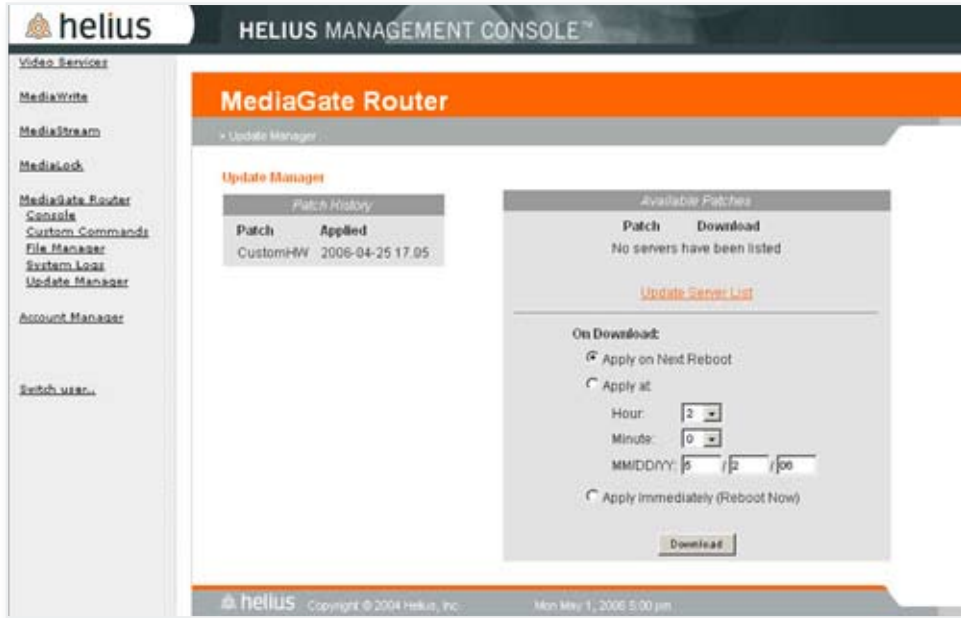 helius
HELIUS MANAGEMENT CONSOLE™
Video Services
MediaWrite
MediaStream
MediaLock
MediaGate Router
Console
Custom Commands
File Manager
System Logs
Update Manager
Account Manager
Switch user...
MediaGate Router
» Update Manager
Update Manager
Patch History
Patch Applied
CustomHW 2006-04-25 17.05
Available Patches
Patch Download
No servers have been listed
Update Server List
On Download:
Apply on Next Reboot
Apply at
Hour: 2
Minute: 0
MM/DD/YY: 5 / 2 / 06
Apply Immediately (Reboot Now)
Download
helius Copyright © 2004 Helius, Inc. Mon May 1, 2006 5:00 pm